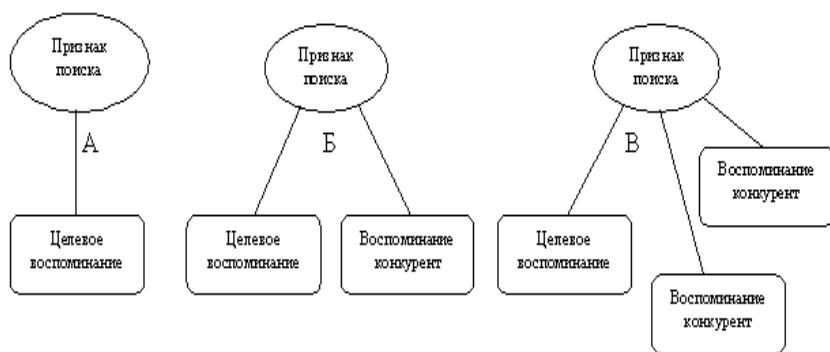 Признак
поиска
А
Целевое
воспоминание
Признак
поиска
Б
Целевое
воспоминание
Воспоминание
конкурент
Признак
поиска
В
Воспоминание
конкурент
Целевое
воспоминание
Воспоминание
конкурент